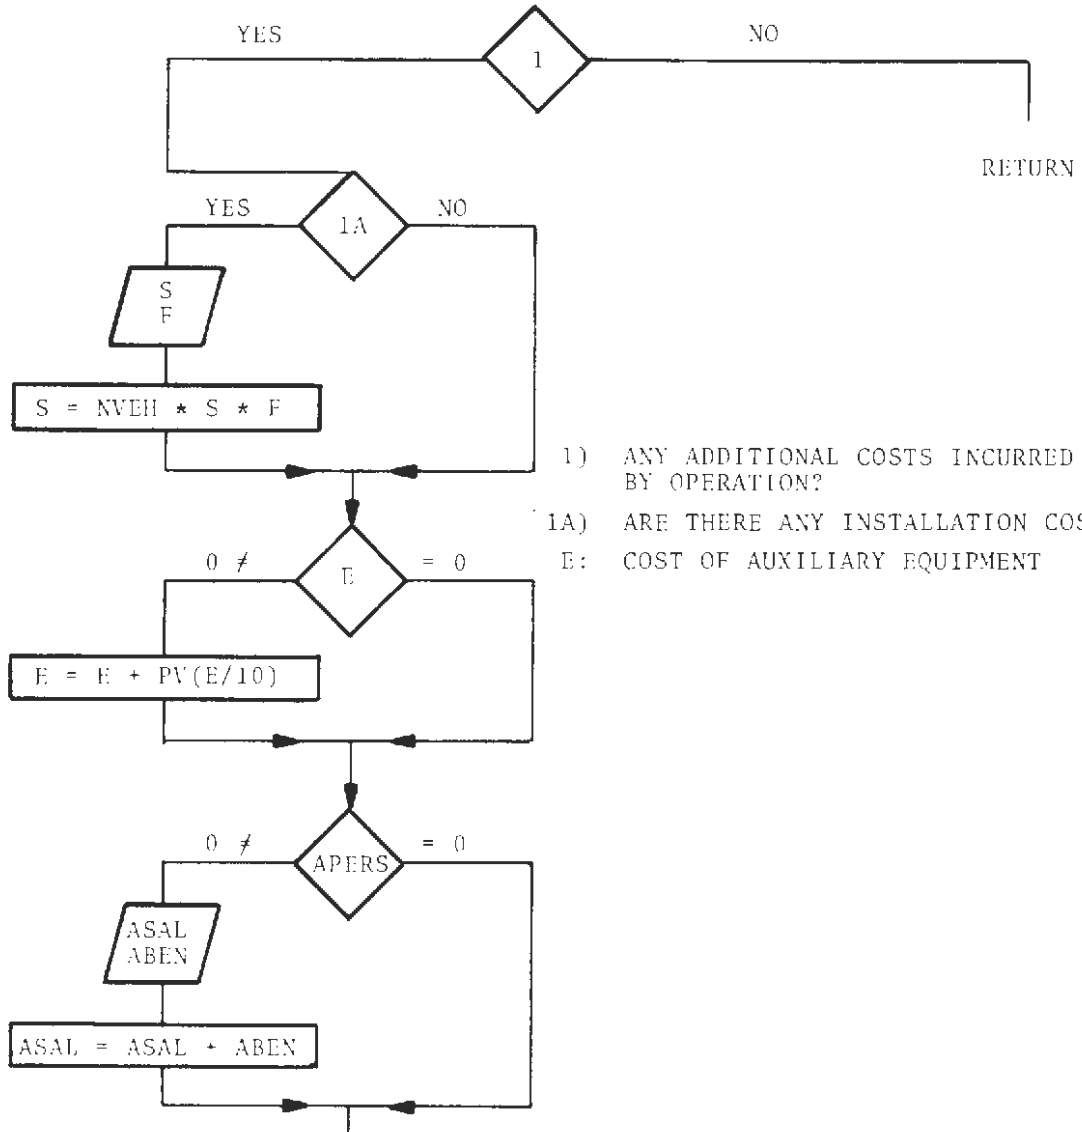 YES
1
NO
RETURN
YES
1A
NO
S
F
S = NVEH * S * F
1) ANY ADDITIONAL COSTS INCURRED
BY OPERATION?
1A) ARE THERE ANY INSTALLATION COS
E: COST OF AUXILIARY EQUIPMENT
0 ≠
E
= 0
E = E + PV(E/10)
0 ≠
APERS
= 0
ASAL
ABEN
ASAL = ASAL + ABEN